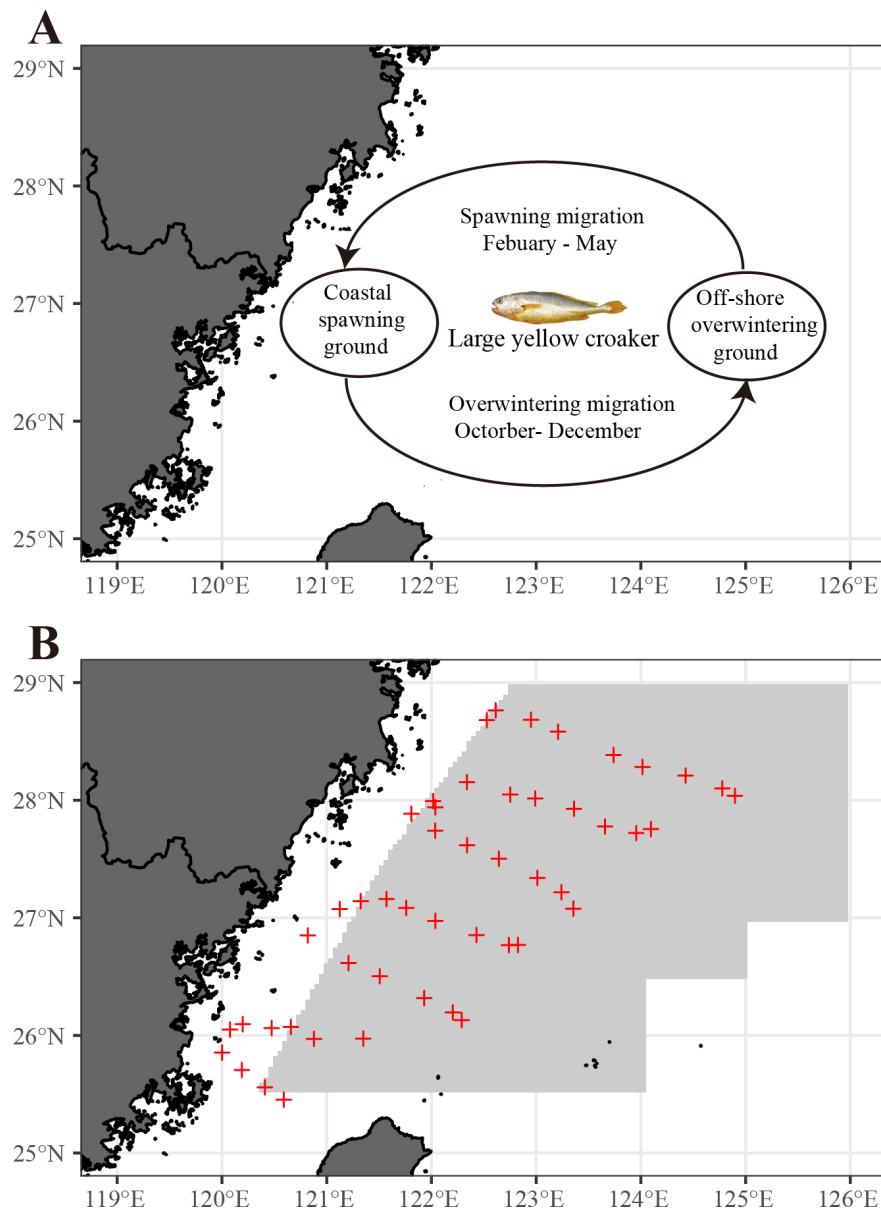 A
29°N
28°N
27°N
26°N
25°N
Spawning migration
Febuary - May
Coastal
spawning
ground
Large yellow croaker
Off-shore
overwintering
ground
Overwintering migration
Octorber- December
119°E 120°E 121°E 122°E 123°E 124°E 125°E 126°E
B
29°N
28°N
27°N
26°N
25°N
119°E 120°E 121°E 122°E 123°E 124°E 125°E 126°E